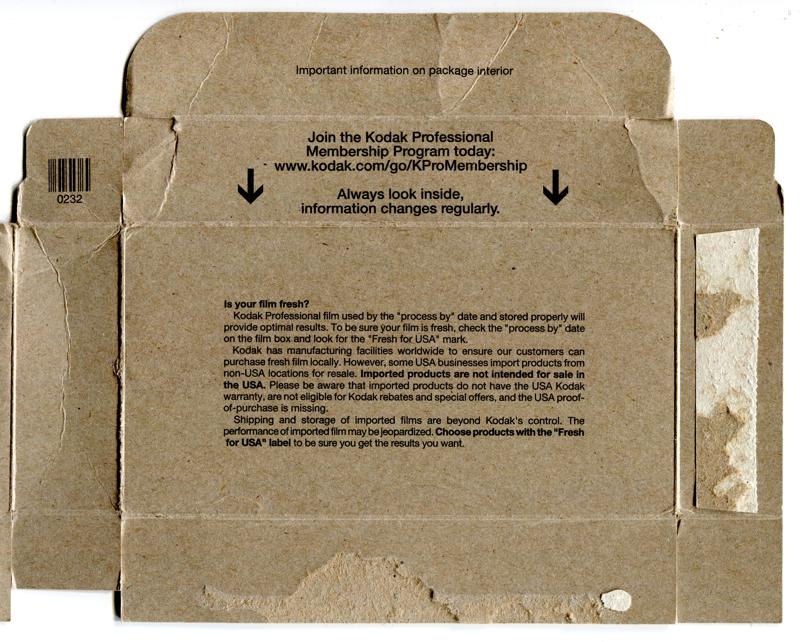 Important information on package interior
Join the Kodak Professional
Membership Program today:
www.kodak.com/go/KProMembership
Always look inside,
information changes regularly.
0232
Is your film fresh?
Kodak Professional film used by the "process by" date and stored properly will
provide optimal results. To be sure your film is fresh, check the "process by" date
on the film box and look for the "Fresh for USA" mark.
Kodak has manufacturing facilities worldwide to ensure our customers can
purchase fresh film locally. However, some USA businesses import products from
non-USA locations for resale. Imported products are not intended for sale in
the USA. Please be aware that imported products do not have the USA Kodak
warranty, are not eligible for Kodak rebates and special offers, and the USA proof-
of-purchase is missing.
Shipping and storage of imported films are beyond Kodak's control. The
performance of imported film may be jeopardized. Choose products with the "Fresh
for USA" label to be sure you get the results you want.